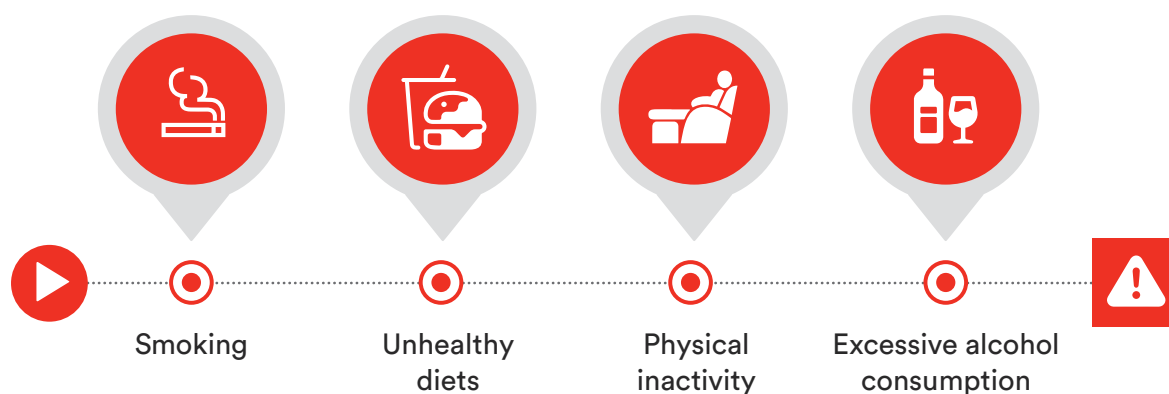 Smoking
Unhealthy
diets
Physical
inactivity
Excessive alcohol
consumption